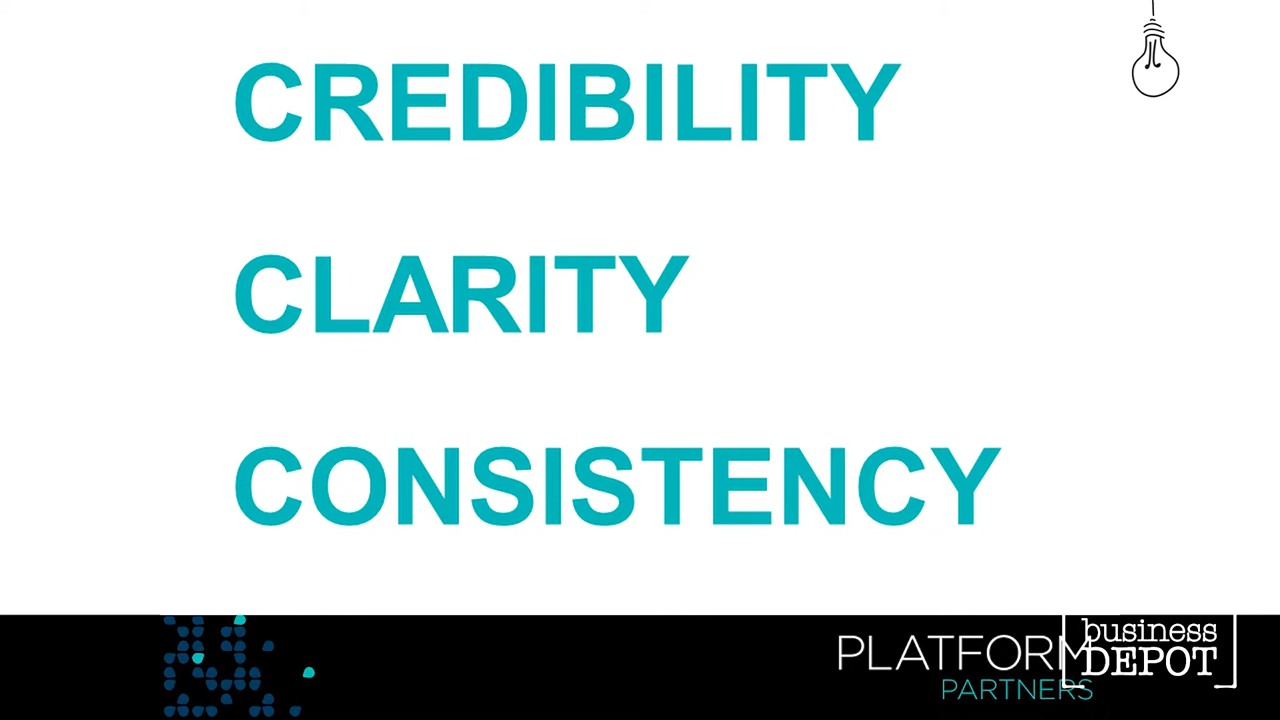 CREDIBILITY
CLARITY
CONSISTENCY
PLATFORM
PARTNERS
business
DEPOT